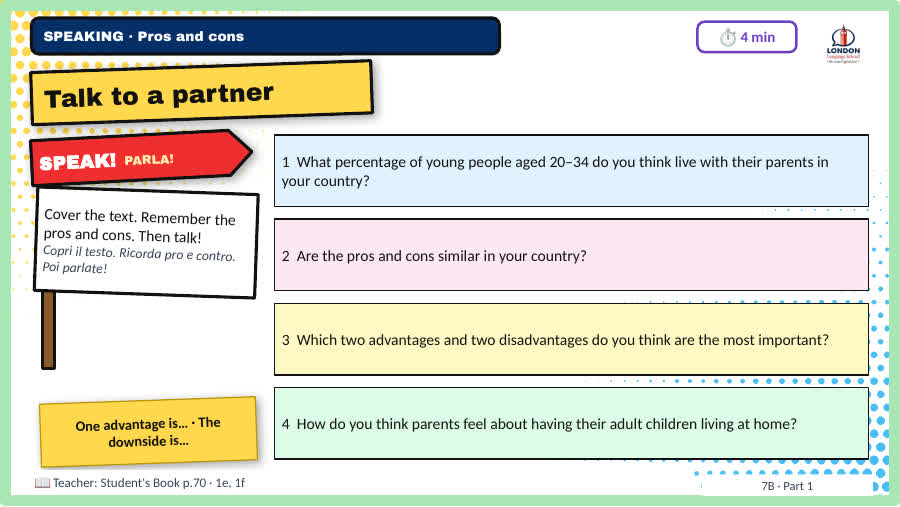 SPEAKING · Pros and cons
⏱️ 4 min
LONDON
Language School
Talk to a partner
SPEAK! PARLA!
Cover the text. Remember the
pros and cons. Then talk!
Copri il testo. Ricorda pro e contro.
Poi parlate!
1 What percentage of young people aged 20–34 do you think live with their parents in
your country?
2 Are the pros and cons similar in your country?
3 Which two advantages and two disadvantages do you think are the most important?
4 How do you think parents feel about having their adult children living at home?
One advantage is... · The
downside is...
📖 Teacher: Student's Book p.70 · 1e, 1f
7B · Part 1